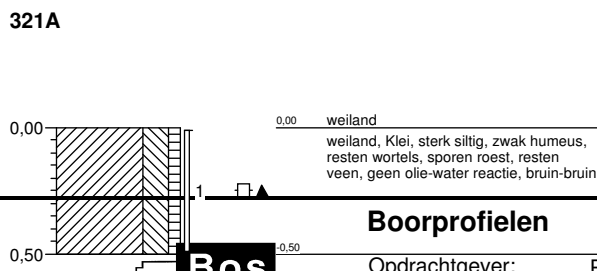 321A
0,00
0,00 weiland
weiland, Klei, sterk siltig, zwak humeus,
resten wortels, sporen roest, resten
veen, geen olie-water reactie, bruin-bruin
1
Boorprofielen
-0,50
0,50
Bos
Opdrachtgever: